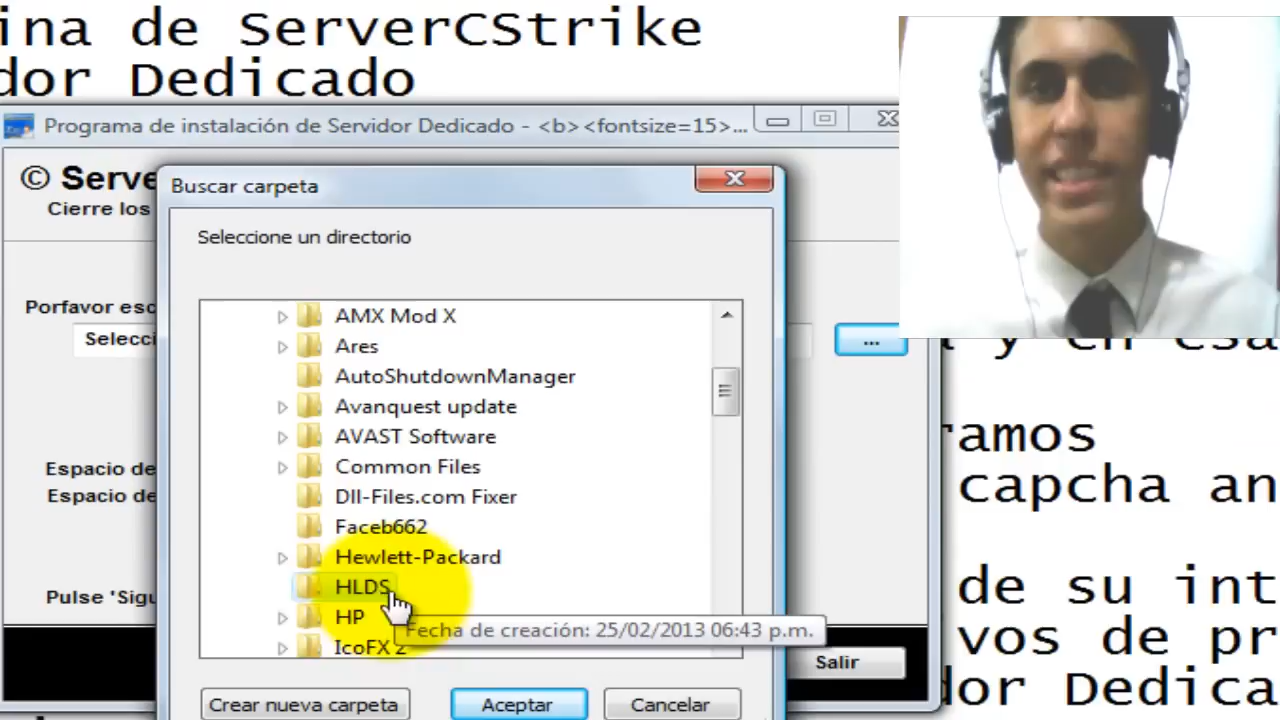 ina de ServerCStrike
dor Dedicado
Programa de instalación de Servidor Dedicado - <b><fontsize=15>...
© Serve
Cierre los
Buscar carpeta
Seleccione un directorio
Porfavor esc
Selecci
...
AMX Mod X
Ares
AutoShutdownManager
Avanquest update
AVAST Software
Common Files
Dll-Files.com Fixer
Faceb662
Hewlett-Packard
HLDS
HP
IcoFX 2
Fecha de creación: 25/02/2013 06:43 p.m.
Espacio de
Espacio de
Pulse 'Sigu
Crear nueva carpeta
Aceptar
Cancelar
Salir
t y en esa
ramos
capcha an
de su int
vos de pr
dor Dedica